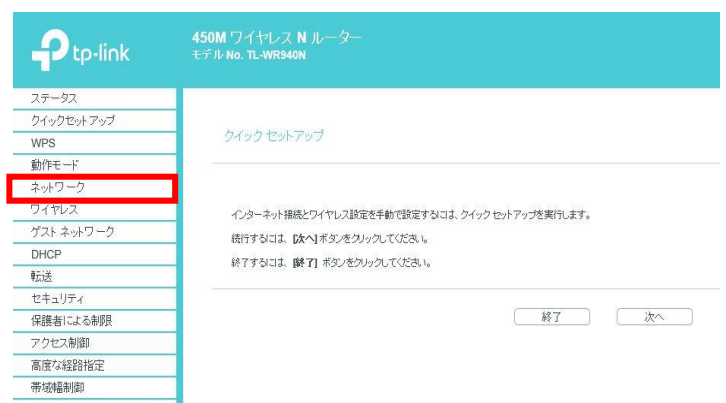 tp-link
450M ワイヤレス N ルーター
モデル No. TL-WR940N
ステータス
クイックセットアップ
WPS
動作モード
ネットワーク
ワイヤレス
ゲスト ネットワーク
DHCP
転送
セキュリティ
保護者による制限
アクセス制御
高度な経路指定
帯域幅制御
クイック セットアップ
インターネット接続とワイヤレス設定を手動で設定するには、クイック セットアップを実行します。
続行するには、[次へ] ボタンをクリックしてください。
終了するには、[終了] ボタンをクリックしてください。
終了
次へ